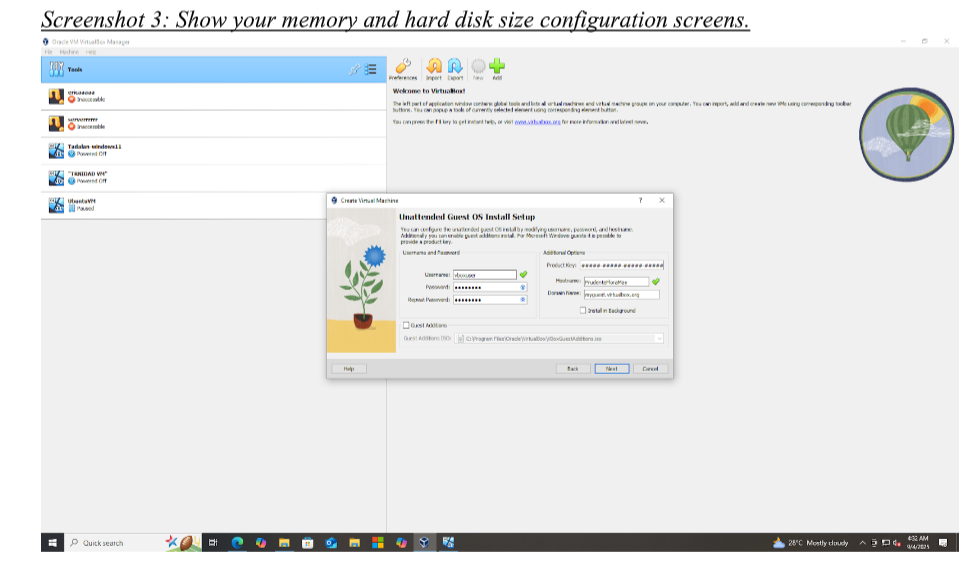 Screenshot 3: Show your memory and hard disk size configuration screens.
Oracle VM VirtualBox Manager
File Machine Help
Tools
Preferences Import Export New Add
Inaccessible
Inaccessible
Tadalan-windows11
Powered Off
"TRINIDAD VM"
Powered Off
UbuntuVM
Paused
Welcome to VirtualBox!
The left part of application window contains global tools and lists all virtual machines and virtual machine groups on your computer. You can import, add and create new VMs using corresponding toolbar
buttons. You can popup a tools of currently selected element using corresponding element button.
You can press the F1 key to get instant help, or visit www.virtualbox.org for more information and latest news.
Create Virtual Machine
? X
Unattended Guest OS Install Setup
You can configure the unattended guest OS install by modifying username, password, and hostname.
Additionally you can enable guest additions install. For Microsoft Windows guests it is possible to
provide a product key.
Username and Password
Username: vboxuser
Password: ••••••••
Repeat Password: ••••••••
Additional Options
Product Key: ##### ##### ##### #####
Hostname: PrudenteMoraMae
Domain Name: myguest.virtualbox.org
Install in Background
Guest Additions
Guest Additions ISO: C:\Program Files\Oracle\VirtualBox\VBoxGuestAdditions.iso
Help Back Next Cancel
Quick search
28°C Mostly cloudy
4:32 AM
9/4/2025